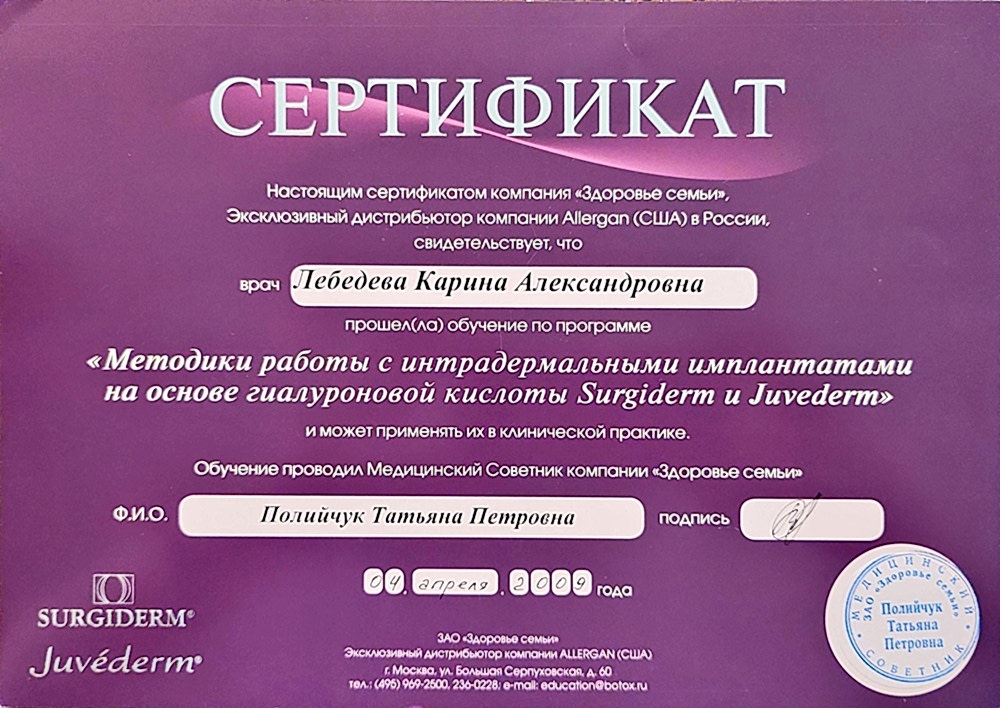 СЕРТИФИКАТ
Настоящим сертификатом компания «Здоровье семьи»,
Эксклюзивный дистрибьютор компании Allergan (США) в России,
свидетельствует, что
врач Лебедева Карина Александровна
прошел(ла) обучение по программе
«Методики работы с интрадермальными имплантатами
на основе гиалуроновой кислоты Surgiderm и Juvederm»
и может применять их в клинической практике.
Обучение проводил Медицинский Советник компании «Здоровье семьи»
Ф.И.О. Полийчук Татьяна Петровна подпись
04. апреля. 2009 года
SURGIDERM®
Juvéderm®
ЗАО «Здоровье семьи»
Эксклюзивный дистрибьютор компании ALLERGAN (США)
г. Москва, ул. Большая Серпуховская, д. 60
тел.: (495) 969-2500, 236-0228; e-mail: education@botox.ru
МЕДИЦИНСКИЙ СОВЕТНИК
ЗАО «Здоровье семьи»
Полийчук
Татьяна
Петровна